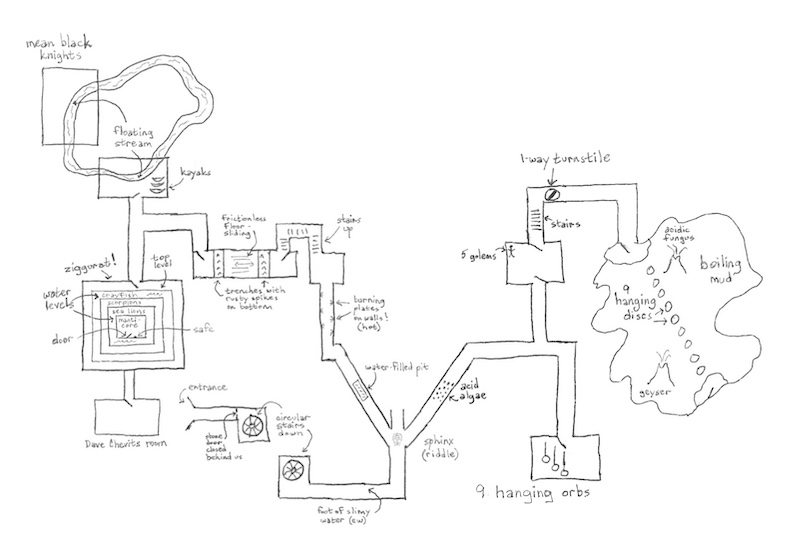 mean black
knights
floating
stream
kayaks
1-way turnstile
stairs
5 golems
acidic
fungus
boiling
mud
9
hanging
discs
geyser
frictionless
floor -
sliding
stairs
up
ziggurat!
top
level
water
levels
crayfish
scorpions
sea lions
manti-
core
door
safe
trenches with
rusty spikes
on bottom
burning
plates
on walls!
(hot)
water-filled pit
acid
algae
entrance
stone
door
closed
behind us
circular
stairs
down
sphinx
(riddle)
foot of slimy
water (ew)
9 hanging orbs
Dave Chevits room